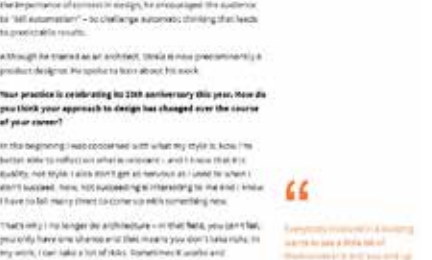 the importance of context in design, he encouraged the audience
to "kill automation" – to challenge automatic thinking that leads
to predictable results.
Although he trained as an architect, is now predominantly a
product designer. He spoke to about his work.
Your practice is celebrating its anniversary this year. How do
you think your approach to design has changed over the course
of your career?
In the beginning I was concerned with what my style is. Now, I'm
better able to reflect on what is relevant – and I know that it is
quality, not style. I also don't get as nervous as I used to when I
don't succeed. Now, not succeeding is interesting to me and I know
I have to fail many times to come up with something new.
That's why I no longer do architecture – in that field, you can't fail,
you only have one chance and that means you don't take risks. In
my work, I can take a lot of risks. Sometimes it works and
“
Everybody involved in a building
wants to see a little bit of
and you end up